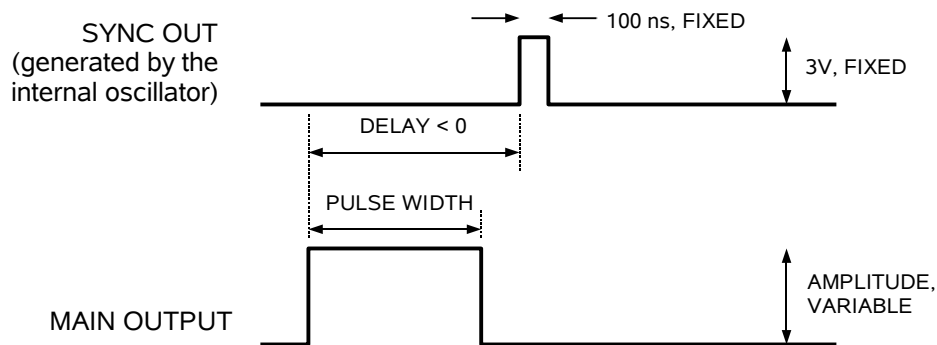 100 ns, FIXED
SYNC OUT
(generated by the
internal oscillator)
3V, FIXED
DELAY < 0
PULSE WIDTH
AMPLITUDE,
VARIABLE
MAIN OUTPUT